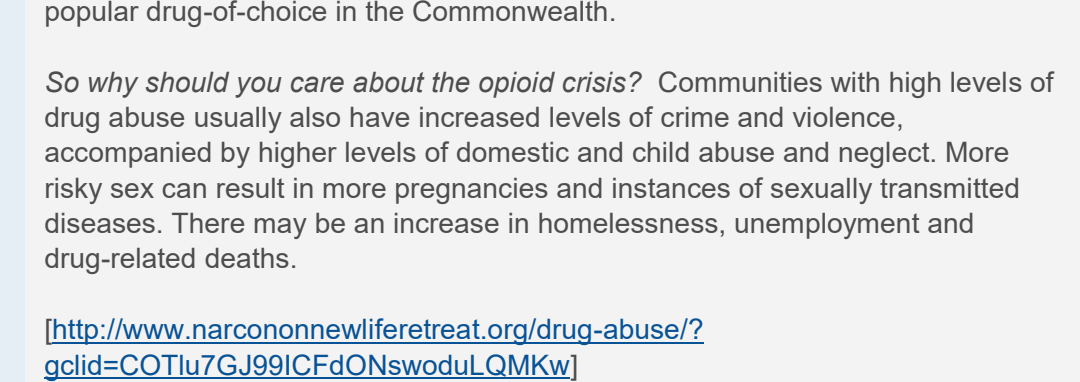 popular drug-of-choice in the Commonwealth.
So why should you care about the opioid crisis?  Communities with high levels of
drug abuse usually also have increased levels of crime and violence,
accompanied by higher levels of domestic and child abuse and neglect. More
risky sex can result in more pregnancies and instances of sexually transmitted
diseases. There may be an increase in homelessness, unemployment and
drug-related deaths.
[http://www.narcononnewliferetreat.org/drug-abuse/?
gclid=COTlu7GJ99ICFdONswoduLQMKw]